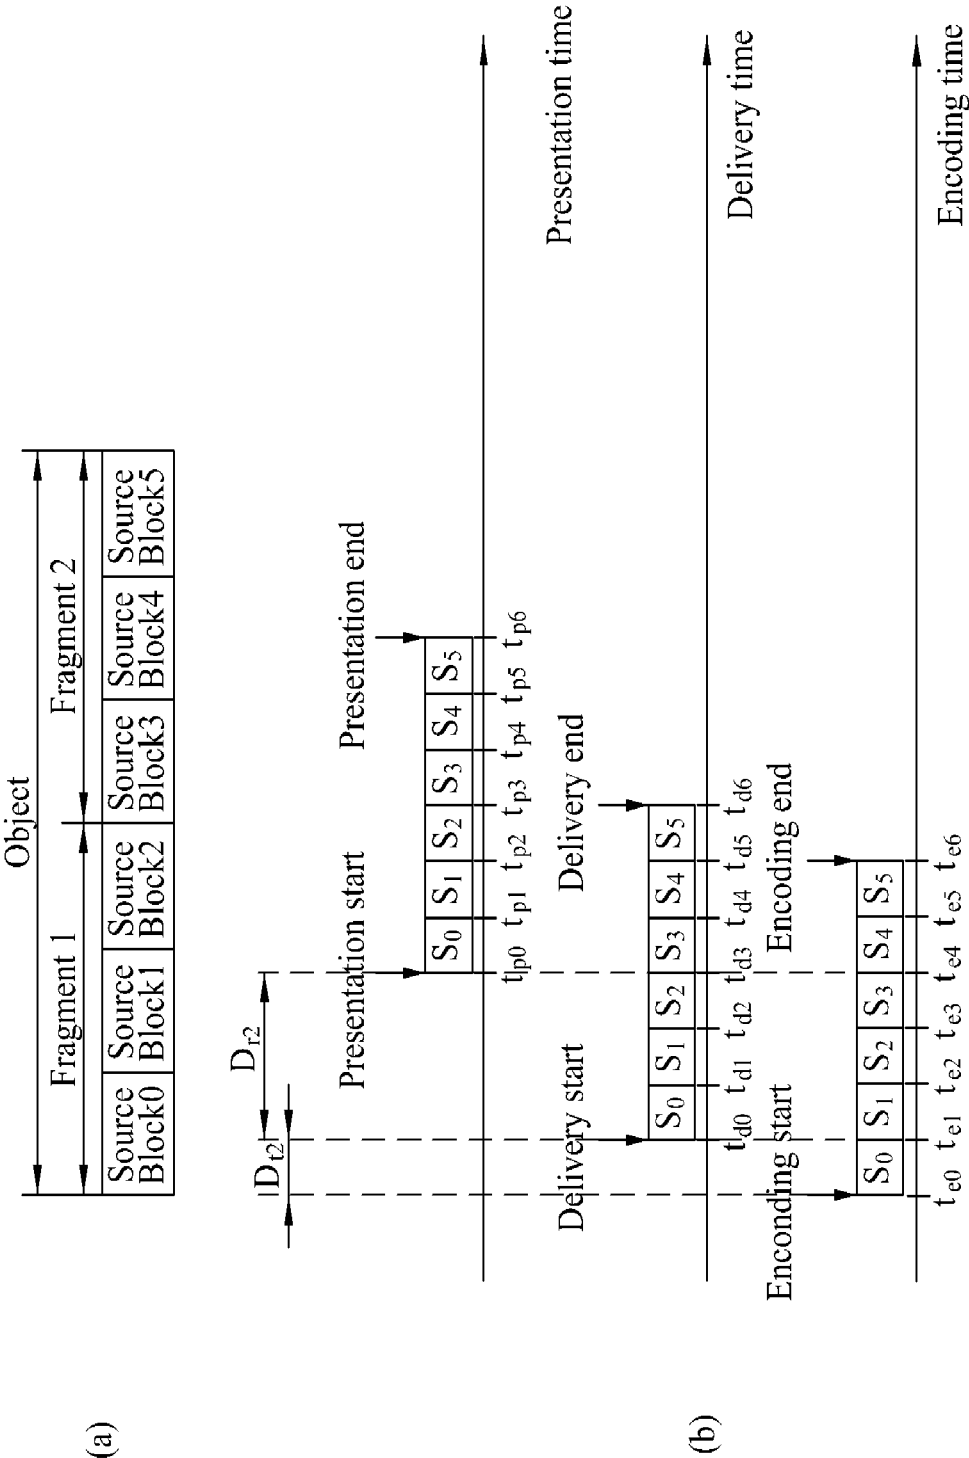 Object
Fragment 1 Fragment 2
Source Block0 Source Block1 Source Block2 Source Block3 Source Block4 Source Block5
(a)
Dt2 Dr2
Presentation start Presentation end
S0 S1 S2 S3 S4 S5
tp0 tp1 tp2 tp3 tp4 tp5 tp6
Presentation time
Delivery start Delivery end
S0 S1 S2 S3 S4 S5
td0 td1 td2 td3 td4 td5 td6
Delivery time
(b)
Enconding start Encoding end
S0 S1 S2 S3 S4 S5
te0 te1 te2 te3 te4 te5 te6
Encoding time